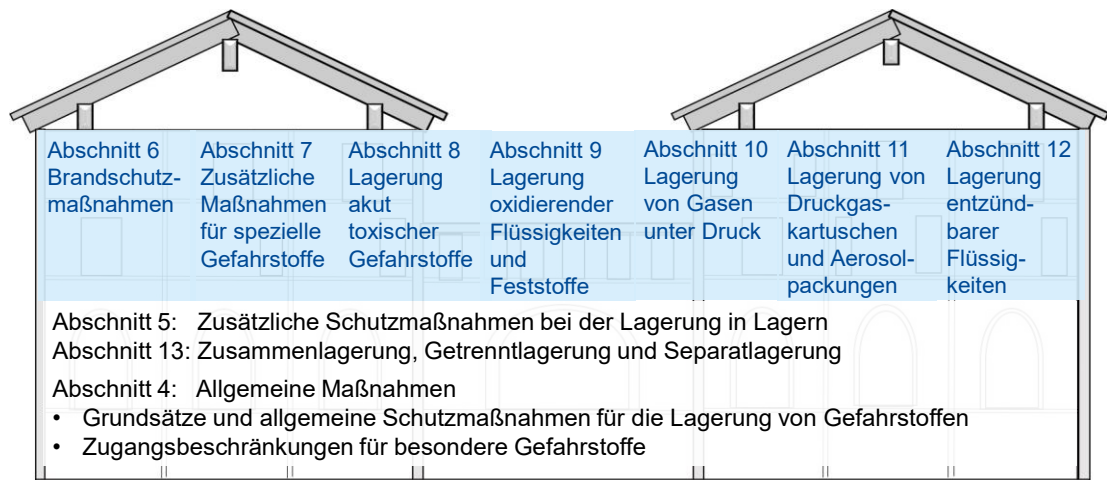 Abschnitt 6
Brandschutz-
maßnahmen
Abschnitt 7
Zusätzliche
Maßnahmen
für spezielle
Gefahrstoffe
Abschnitt 8
Lagerung
akut
toxischer
Gefahrstoffe
Abschnitt 9
Lagerung
oxidierender
Flüssigkeiten
und
Feststoffe
Abschnitt 10
Lagerung
von Gasen
unter Druck
Abschnitt 11
Lagerung von
Druckgas-
kartuschen
und Aerosol-
packungen
Abschnitt 12
Lagerung
entzünd-
barer
Flüssig-
keiten
Abschnitt 5: Zusätzliche Schutzmaßnahmen bei der Lagerung in Lagern
Abschnitt 13: Zusammenlagerung, Getrenntlagerung und Separatlagerung
Abschnitt 4: Allgemeine Maßnahmen
• Grundsätze und allgemeine Schutzmaßnahmen für die Lagerung von Gefahrstoffen
• Zugangsbeschränkungen für besondere Gefahrstoffe